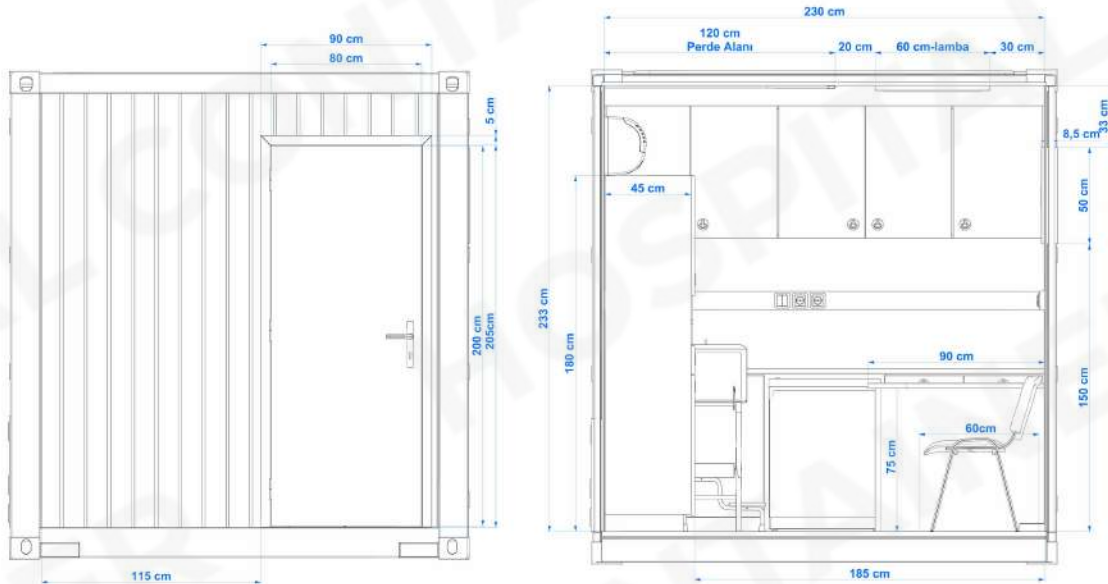 90 cm
80 cm
5 cm
200 cm
205cm
115 cm
230 cm
120 cm
Perde Alanı
20 cm
60 cm-lamba
30 cm
33 cm
8,5 cm
45 cm
50 cm
233 cm
180 cm
90 cm
150 cm
60cm
75 cm
185 cm
HOSPITAL